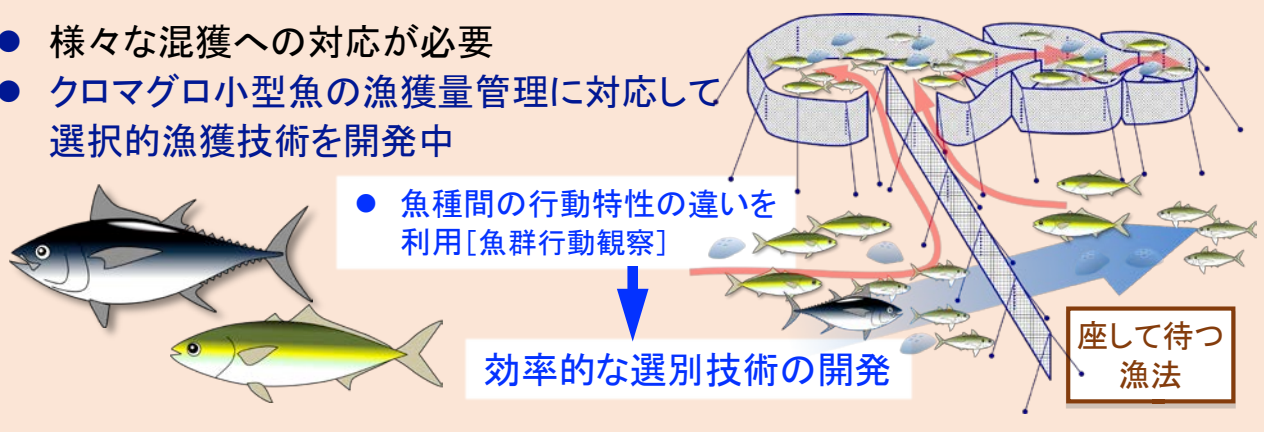 ● 様々な混獲への対応が必要
● クロマグロ小型魚の漁獲量管理に対応して
選択的漁獲技術を開発中
● 魚種間の行動特性の違いを
利用[魚群行動観察]
効率的な選別技術の開発
座して待つ
漁法